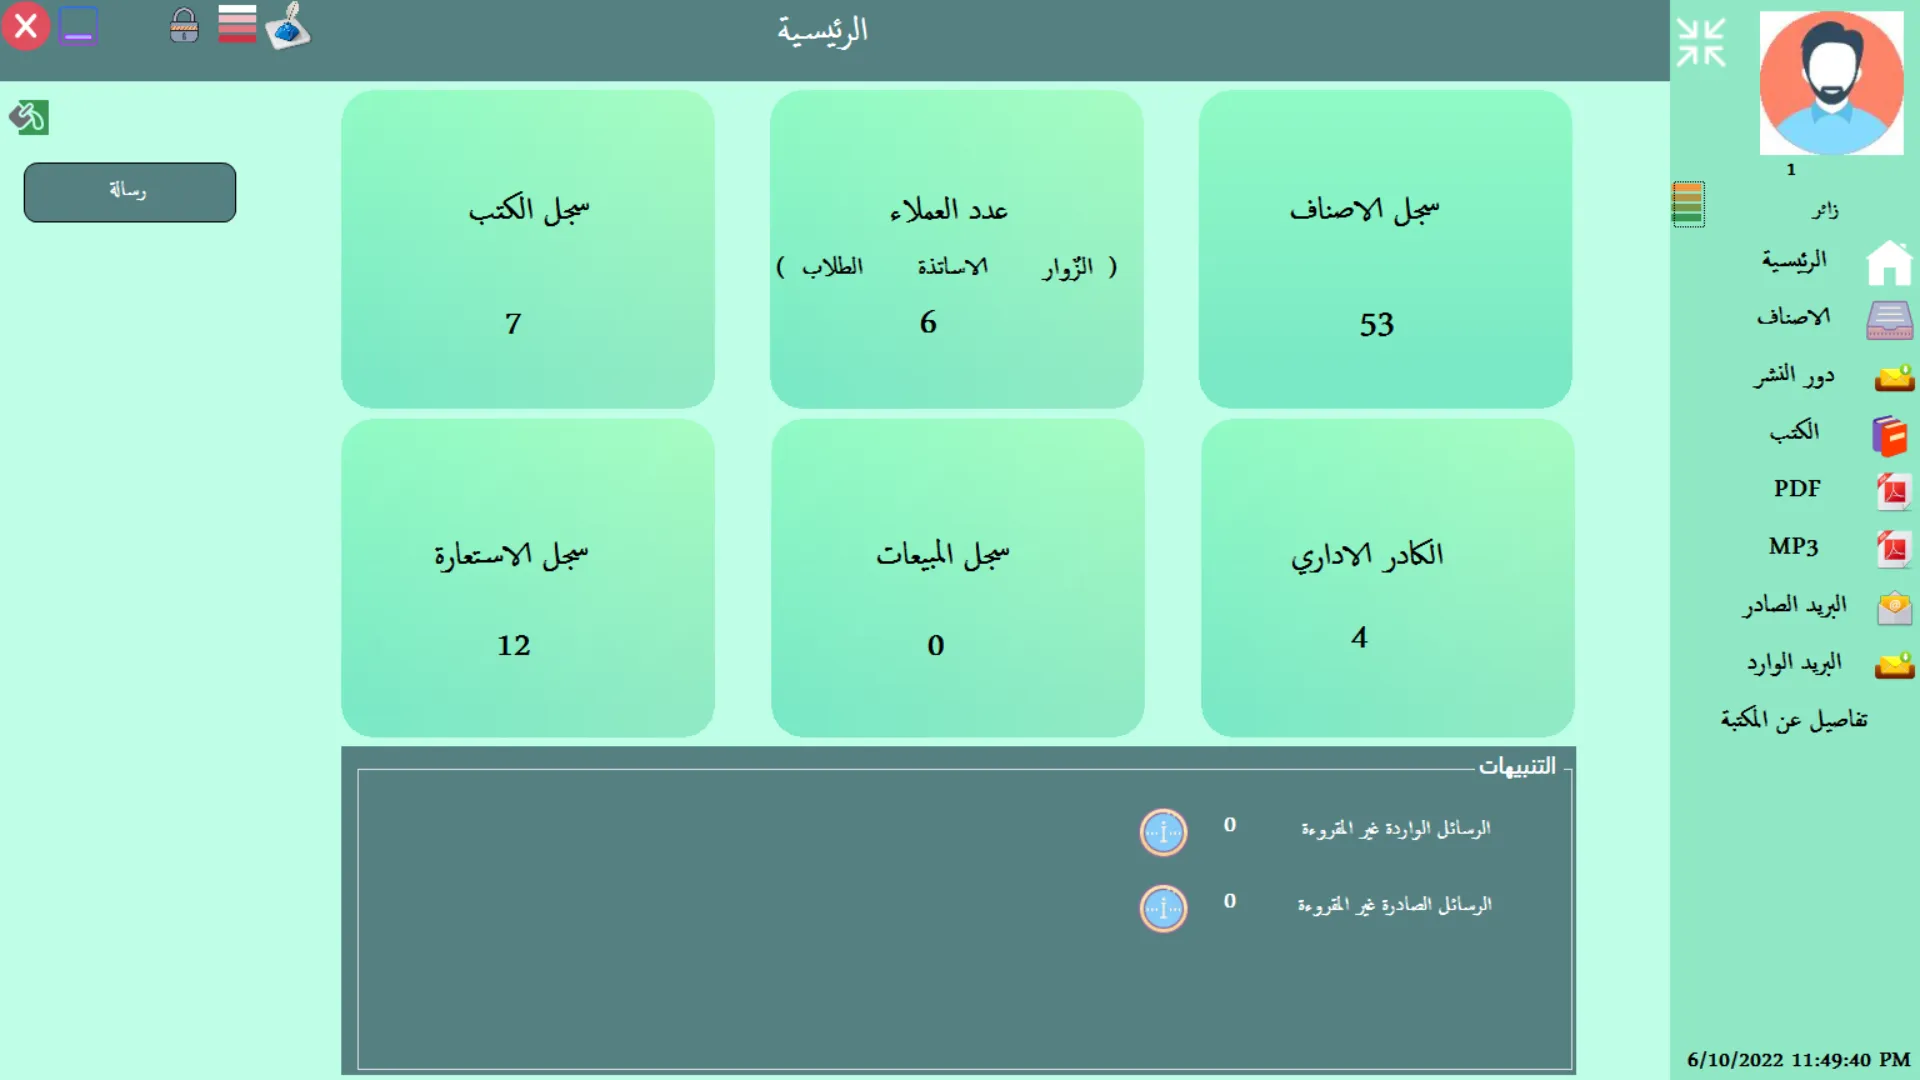 الرئيسية
1
زائر
الرئيسية
الاصناف
دور النشر
الكتب
PDF
MP3
البريد الصادر
البريد الوارد
تفاصيل عن المكتبة
رسالة
سجل الاصناف
53
عدد العملاء
( الزّوار الاساتذة الطلاب )
6
سجل الكتب
7
الكادر الاداري
4
سجل المبيعات
0
سجل الاستعارة
12
التنبيهات
الرسائل الواردة غير المقروءة 0
الرسائل الصادرة غير المقروءة 0
6/10/2022 11:49:40 PM